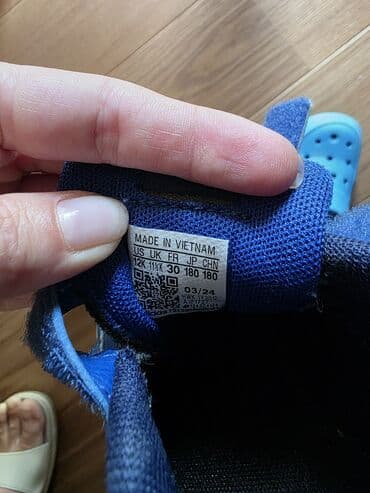 MADE IN VIETNAM
US UK FR JP CHN
12K 11½K 30 180 180
03/24